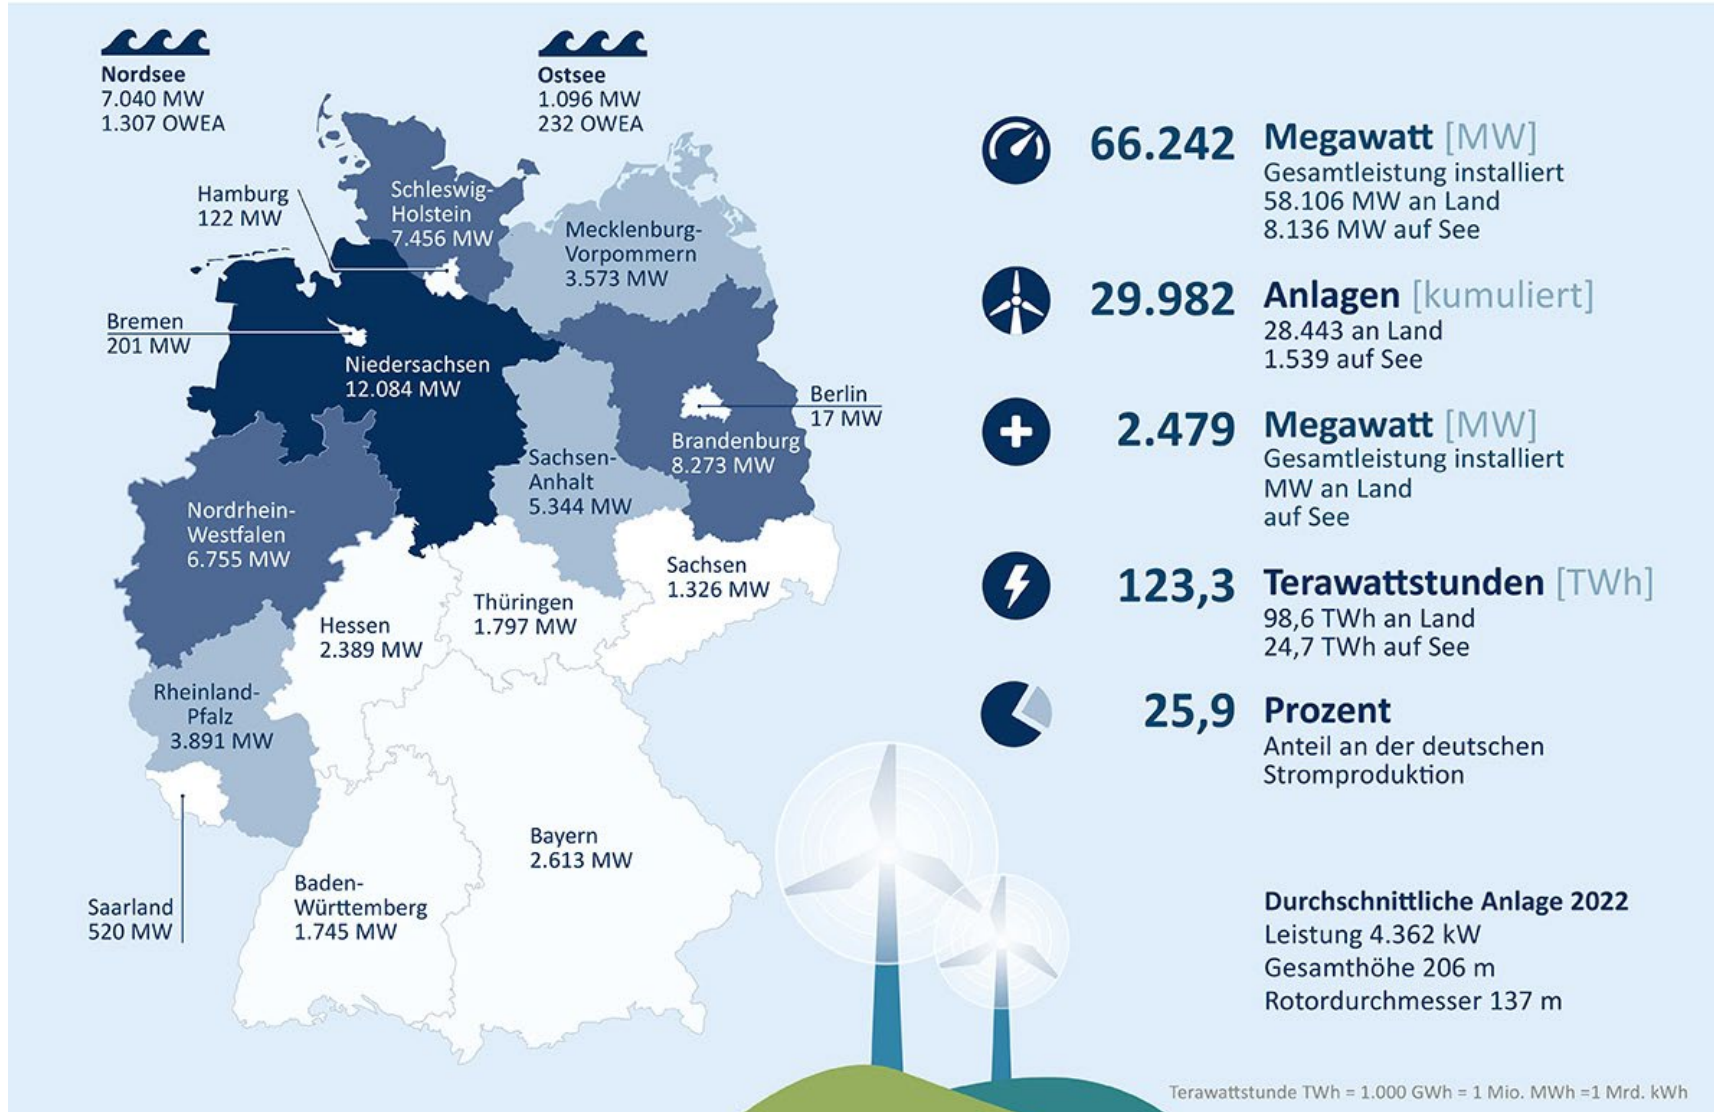 Nordsee
7.040 MW
1.307 OWEA
Ostsee
1.096 MW
232 OWEA
Hamburg
122 MW
Schleswig-
Holstein
7.456 MW
Mecklenburg-
Vorpommern
3.573 MW
Bremen
201 MW
Niedersachsen
12.084 MW
Berlin
17 MW
Brandenburg
8.273 MW
Sachsen-
Anhalt
5.344 MW
Nordrhein-
Westfalen
6.755 MW
Sachsen
1.326 MW
Thüringen
1.797 MW
Hessen
2.389 MW
Rheinland-
Pfalz
3.891 MW
Bayern
2.613 MW
Baden-
Württemberg
1.745 MW
Saarland
520 MW
66.242 Megawatt [MW]
Gesamtleistung installiert
58.106 MW an Land
8.136 MW auf See
29.982 Anlagen [kumuliert]
28.443 an Land
1.539 auf See
2.479 Megawatt [MW]
Gesamtleistung installiert
MW an Land
auf See
123,3 Terawattstunden [TWh]
98,6 TWh an Land
24,7 TWh auf See
25,9 Prozent
Anteil an der deutschen
Stromproduktion
Durchschnittliche Anlage 2022
Leistung 4.362 kW
Gesamthöhe 206 m
Rotordurchmesser 137 m
Terawattstunde TWh = 1.000 GWh = 1 Mio. MWh =1 Mrd. kWh